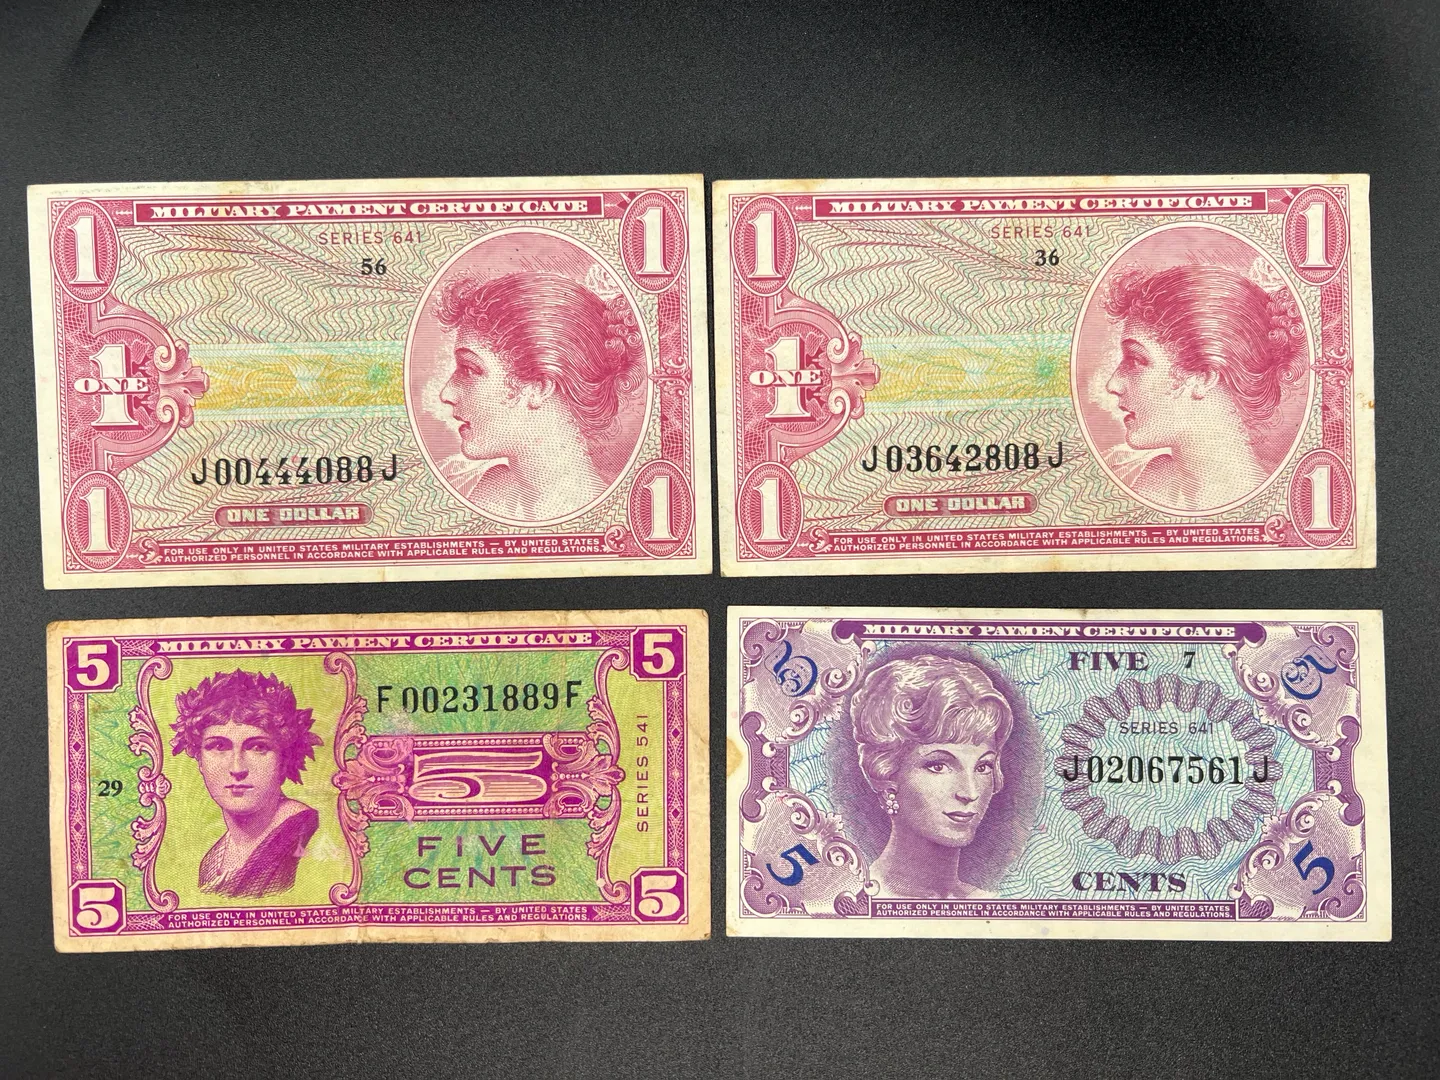 1 MILITARY PAYMENT CERTIFICATE 1
SERIES 641
56
1
ONE
J00444088J
1 ONE DOLLAR 1
FOR USE ONLY IN UNITED STATES MILITARY ESTABLISHMENTS — BY UNITED STATES
AUTHORIZED PERSONNEL IN ACCORDANCE WITH APPLICABLE RULES AND REGULATIONS.
1 MILITARY PAYMENT CERTIFICATE 1
SERIES 641
36
1
ONE
J03642808J
1 ONE DOLLAR 1
FOR USE ONLY IN UNITED STATES MILITARY ESTABLISHMENTS — BY UNITED STATES
AUTHORIZED PERSONNEL IN ACCORDANCE WITH APPLICABLE RULES AND REGULATIONS.
5 MILITARY PAYMENT CERTIFICATE 5
F00231889F
29
5
SERIES 541
FIVE
CENTS
5 5
FOR USE ONLY IN UNITED STATES MILITARY ESTABLISHMENTS — BY UNITED STATES
AUTHORIZED PERSONNEL IN ACCORDANCE WITH APPLICABLE RULES AND REGULATIONS.
MILITARY PAYMENT CERTIFICATE
5 FIVE 7 5
SERIES 641
J02067561J
5 CENTS 5
FOR USE ONLY IN UNITED STATES MILITARY ESTABLISHMENTS — BY UNITED STATES
AUTHORIZED PERSONNEL IN ACCORDANCE WITH APPLICABLE RULES AND REGULATIONS.